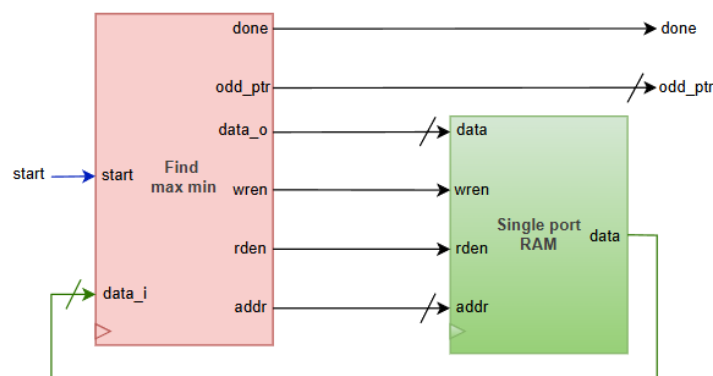 done
done
odd_ptr
odd_ptr
data_o
data
start
start
Find
max min
wren
wren
Single port
RAM
data
rden
rden
data_i
addr
addr